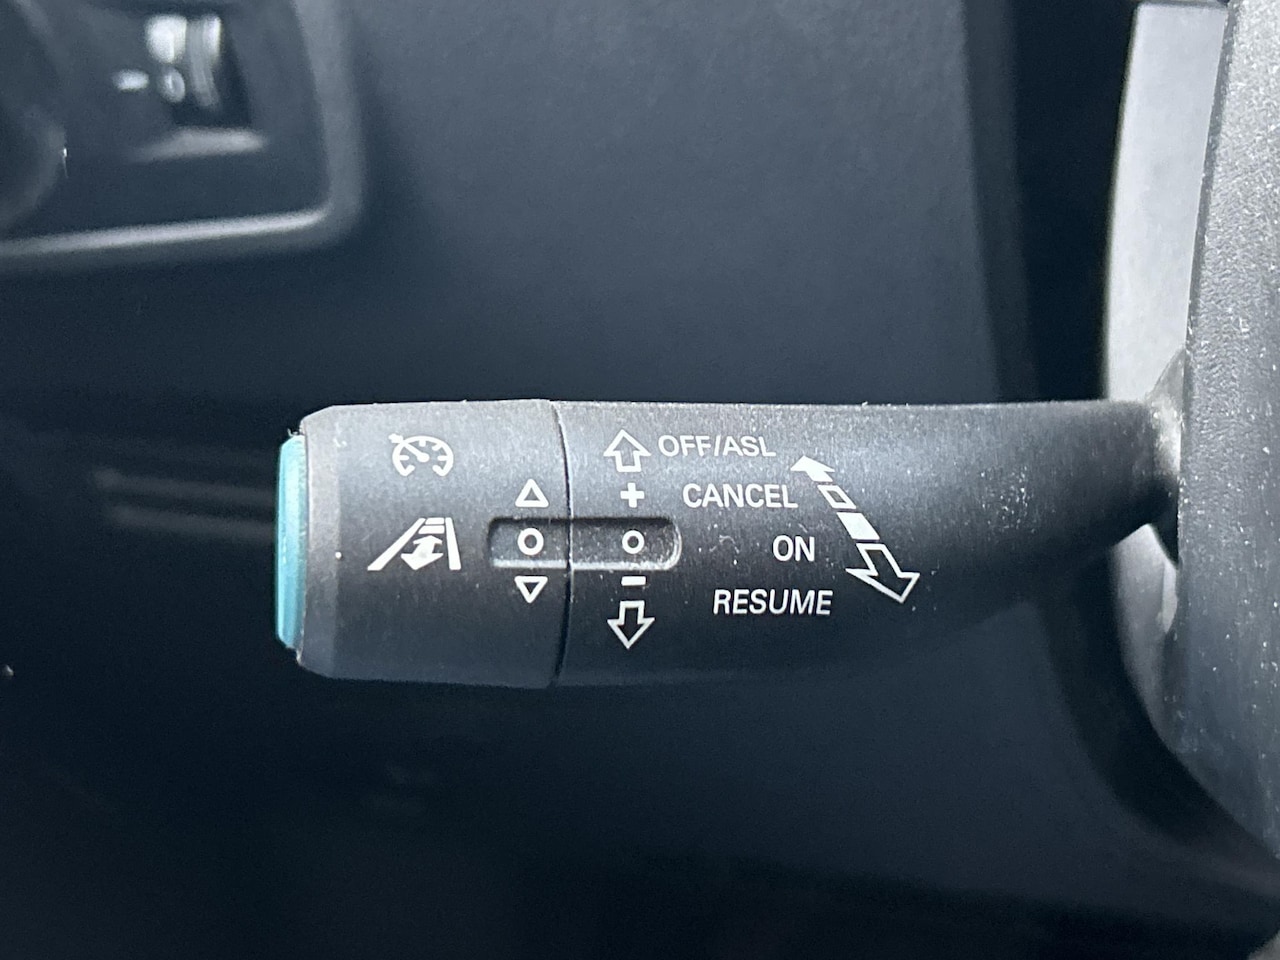 OFF/ASL
+ CANCEL
ON
-
RESUME